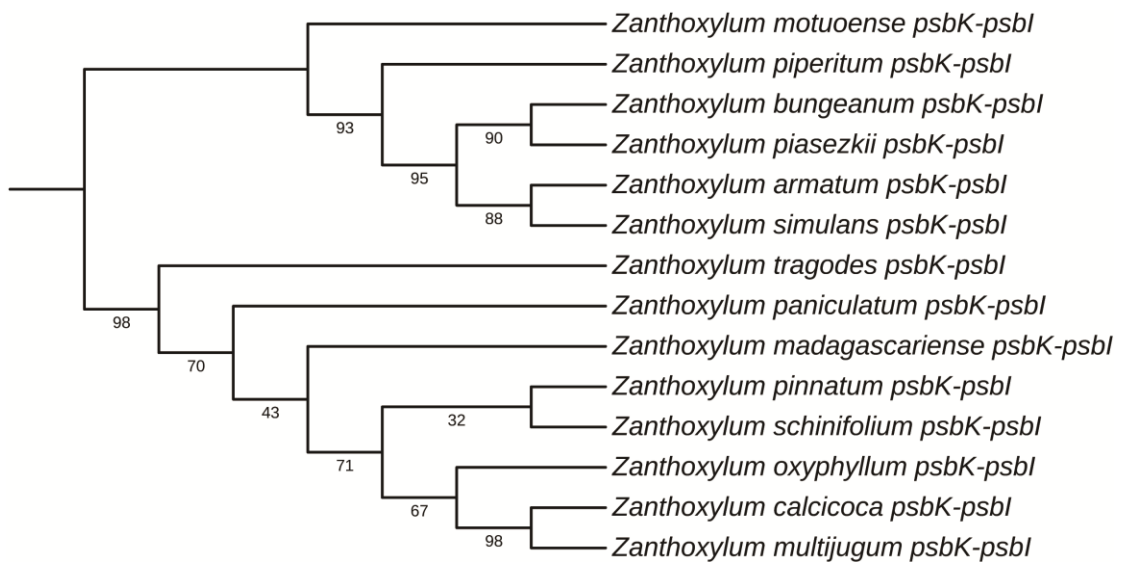 Zanthoxylum motuoense psbK-psbI
Zanthoxylum piperitum psbK-psbI
93
Zanthoxylum bungeanum psbK-psbI
90
Zanthoxylum piasezkii psbK-psbI
95
Zanthoxylum armatum psbK-psbI
88
Zanthoxylum simulans psbK-psbI
Zanthoxylum tragodes psbK-psbI
98
Zanthoxylum paniculatum psbK-psbI
70
Zanthoxylum madagascariense psbK-psbI
43
Zanthoxylum pinnatum psbK-psbI
32
Zanthoxylum schinifolium psbK-psbI
71
Zanthoxylum oxyphyllum psbK-psbI
67
Zanthoxylum calcicoca psbK-psbI
98
Zanthoxylum multijugum psbK-psbI